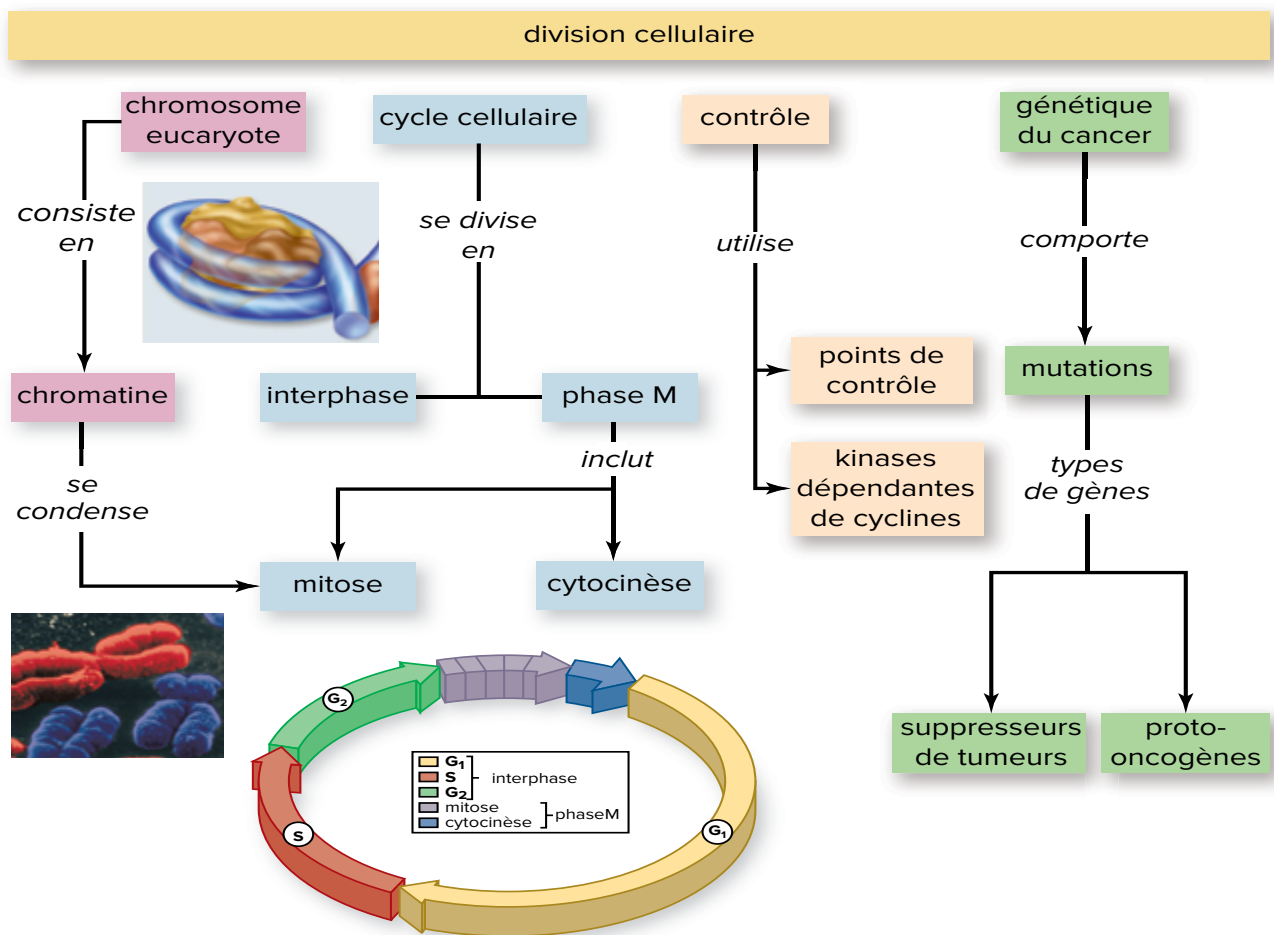 division cellulaire
chromosome
eucaryote
cycle cellulaire
contrôle
génétique
du cancer
consiste
en
se divise
en
utilise
comporte
chromatine
interphase
phase M
points de
contrôle
mutations
inclut
se
condense
kinases
dépendantes
de cyclines
types
de gènes
mitose
cytocinèse
suppresseurs
de tumeurs
proto-
oncogènes
G2
S
G1
G1
S
G2
interphase
mitose
cytocinèse
phaseM